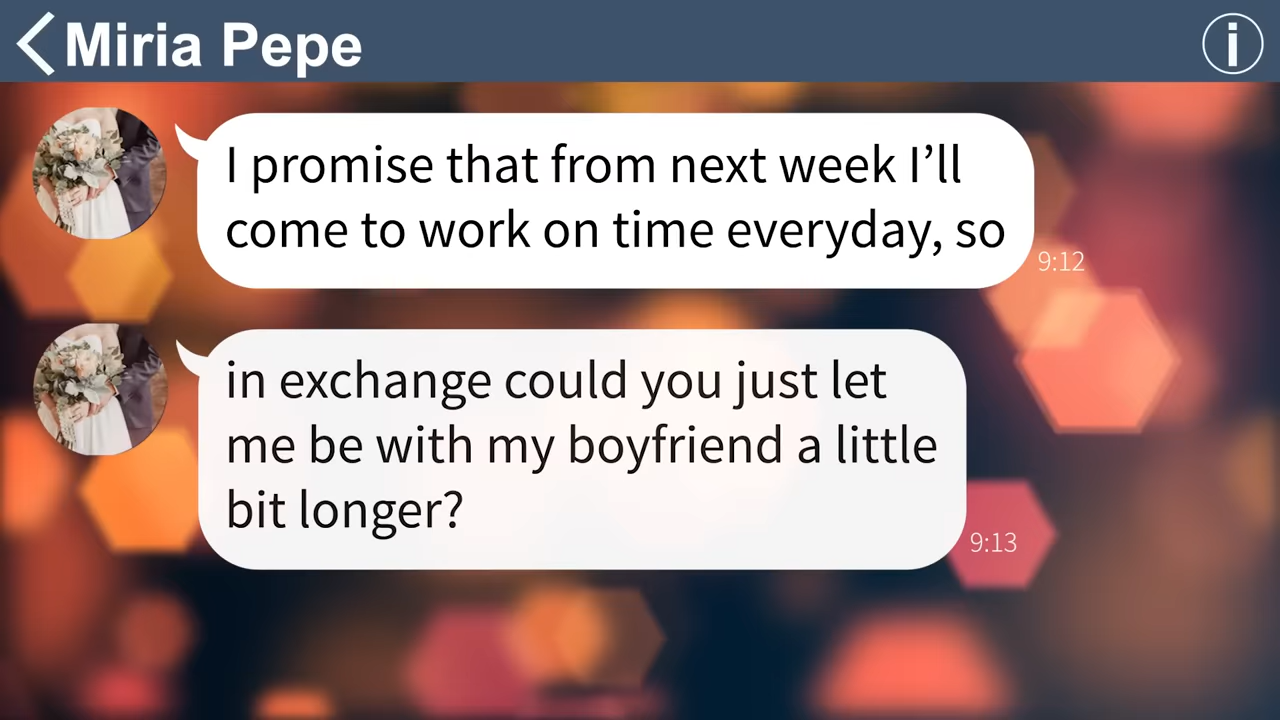 Miria Pepe
i
I promise that from next week I’ll
come to work on time everyday, so
9:12
in exchange could you just let
me be with my boyfriend a little
bit longer?
9:13